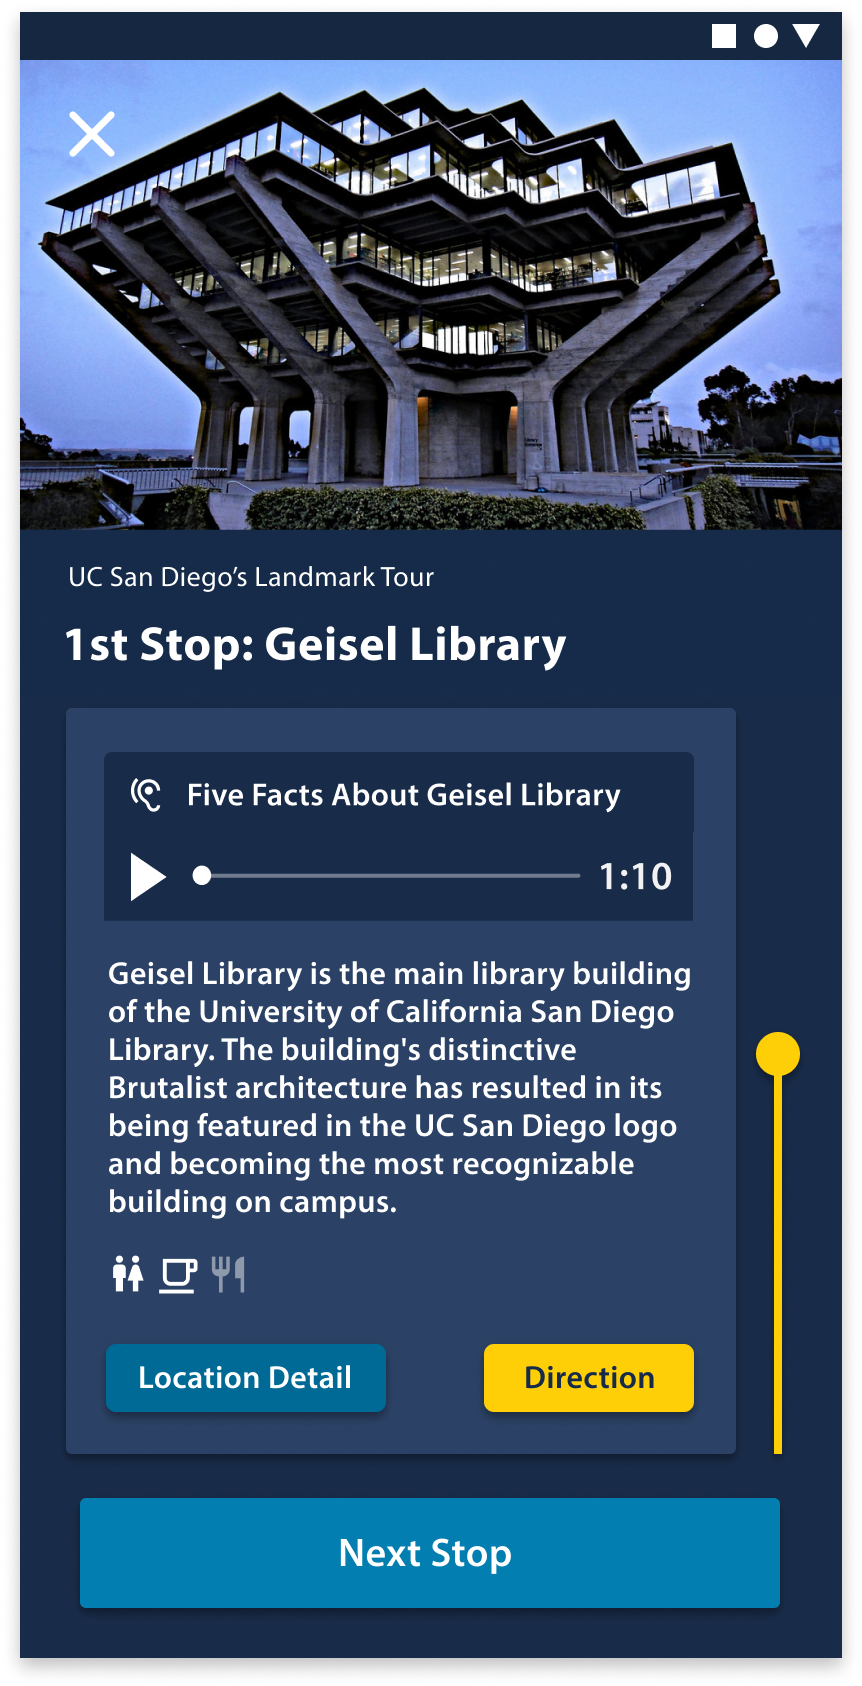 UC San Diego’s Landmark Tour
1st Stop: Geisel Library
Five Facts About Geisel Library
1:10
Geisel Library is the main library building
of the University of California San Diego
Library. The building's distinctive
Brutalist architecture has resulted in its
being featured in the UC San Diego logo
and becoming the most recognizable
building on campus.
Location Detail
Direction
Next Stop